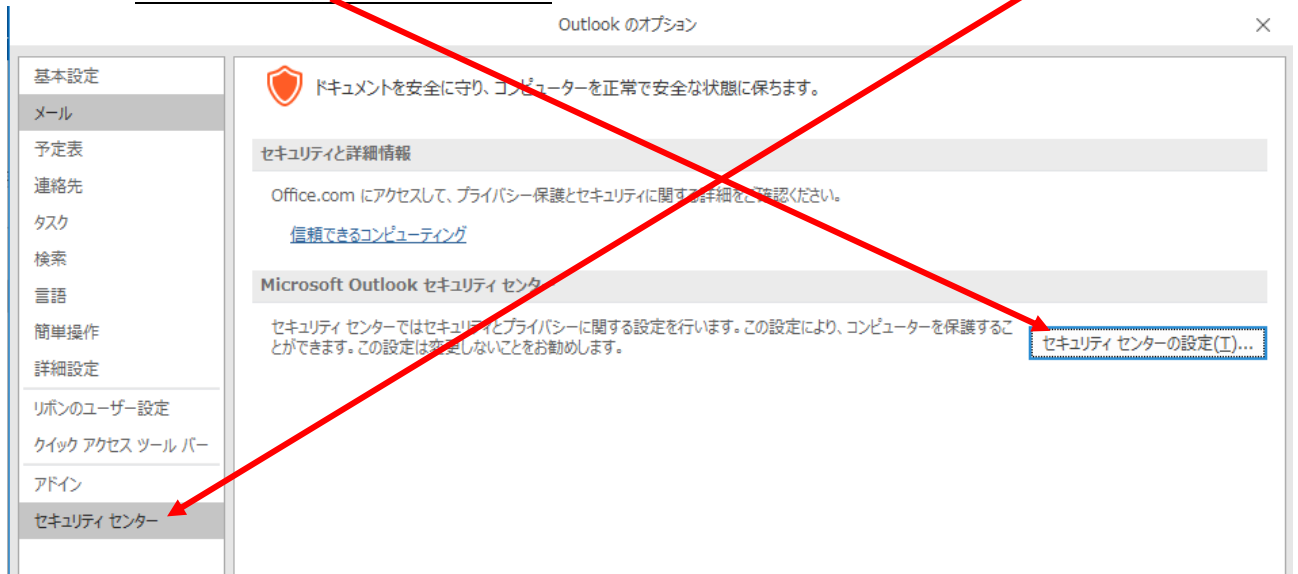 Outlook のオプション
基本設定
メール
予定表
連絡先
タスク
検索
言語
簡単操作
詳細設定
リボンのユーザー設定
クイック アクセス ツール バー
アドイン
セキュリティ センター
ドキュメントを安全に守り、コンピューターを正常で安全な状態に保ちます。
セキュリティと詳細情報
Office.com にアクセスして、プライバシー保護とセキュリティに関する詳細をご確認ください。
信頼できるコンピューティング
Microsoft Outlook セキュリティ センター
セキュリティ センターではセキュリティとプライバシーに関する設定を行います。この設定により、コンピューターを保護するこ
とができます。この設定は変更しないことをお勧めします。
セキュリティ センターの設定(T)...